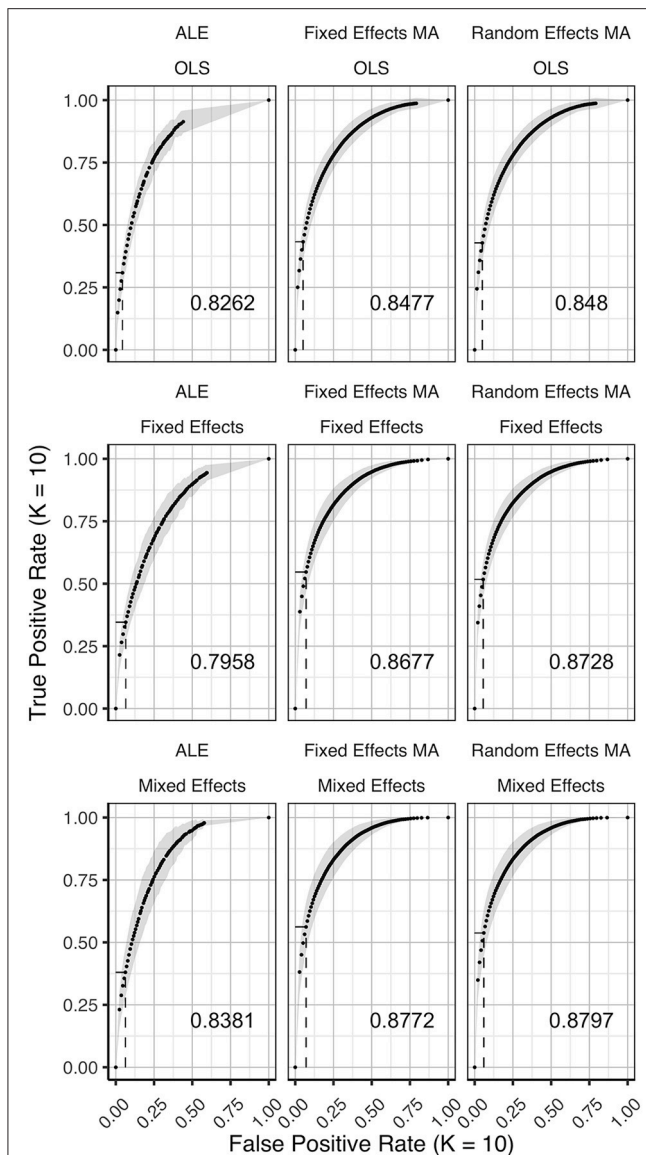 ALE Fixed Effects MA Random Effects MA
OLS OLS OLS
1.00
0.75
0.50
0.25
0.00
0.8262 0.8477 0.848
ALE Fixed Effects MA Random Effects MA
Fixed Effects Fixed Effects Fixed Effects
1.00
0.75
0.50
0.25
0.00
0.7958 0.8677 0.8728
ALE Fixed Effects MA Random Effects MA
Mixed Effects Mixed Effects Mixed Effects
1.00
0.75
0.50
0.25
0.00
0.8381 0.8772 0.8797
True Positive Rate (K = 10)
0.00 0.25 0.50 0.75 1.00 0.00 0.25 0.50 0.75 1.00 0.00 0.25 0.50 0.75 1.00
False Positive Rate (K = 10)